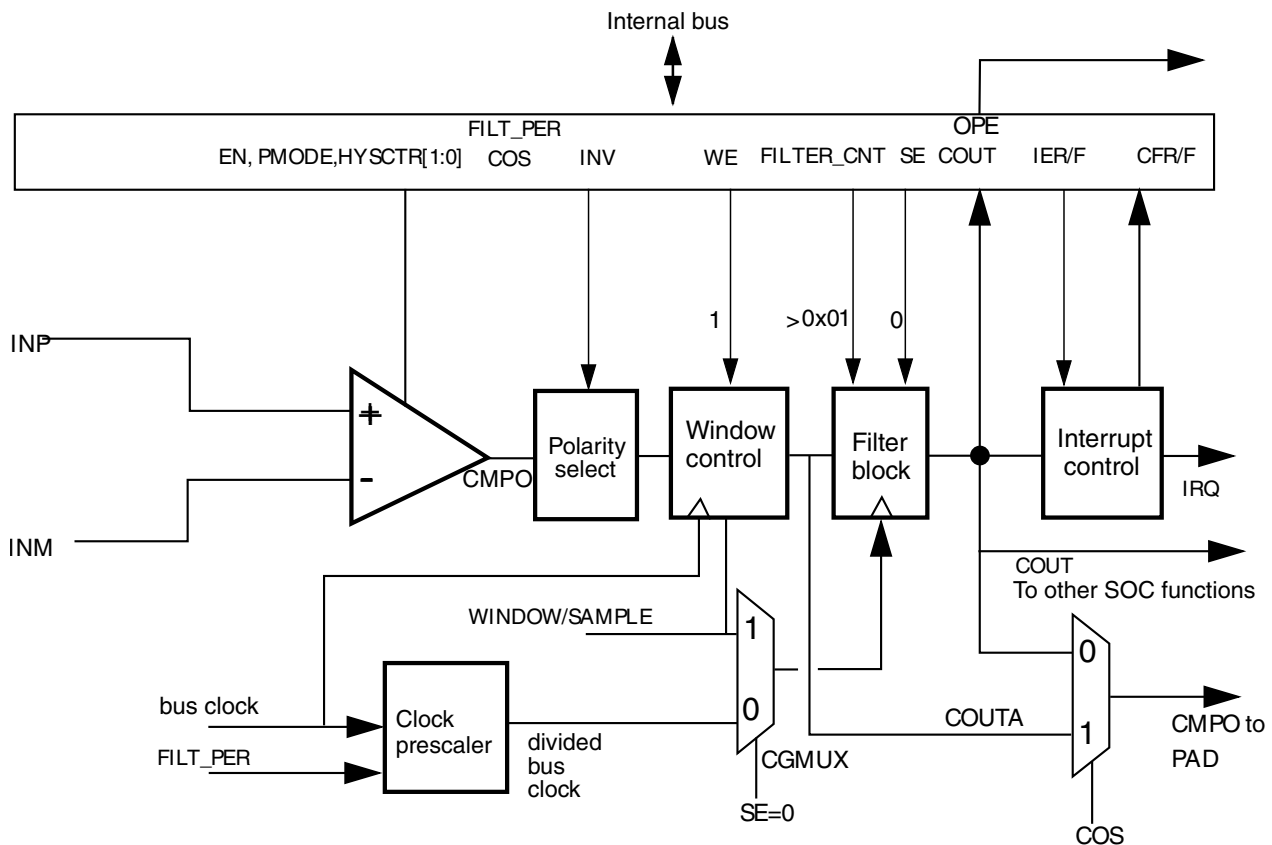 Internal bus
FILT_PER
OPE
EN, PMODE,HYSCTR[1:0]
COS
INV
WE
FILTER_CNT
SE
COUT
IER/F
CFR/F
1
>0x01
0
INP
+
-
INM
CMPO
Polarity
select
Window
control
Filter
block
Interrupt
control
IRQ
COUT
To other SOC functions
WINDOW/SAMPLE
1
0
CGMUX
SE=0
bus clock
FILT_PER
Clock
prescaler
divided
bus
clock
COUTA
0
1
COS
CMPO to
PAD